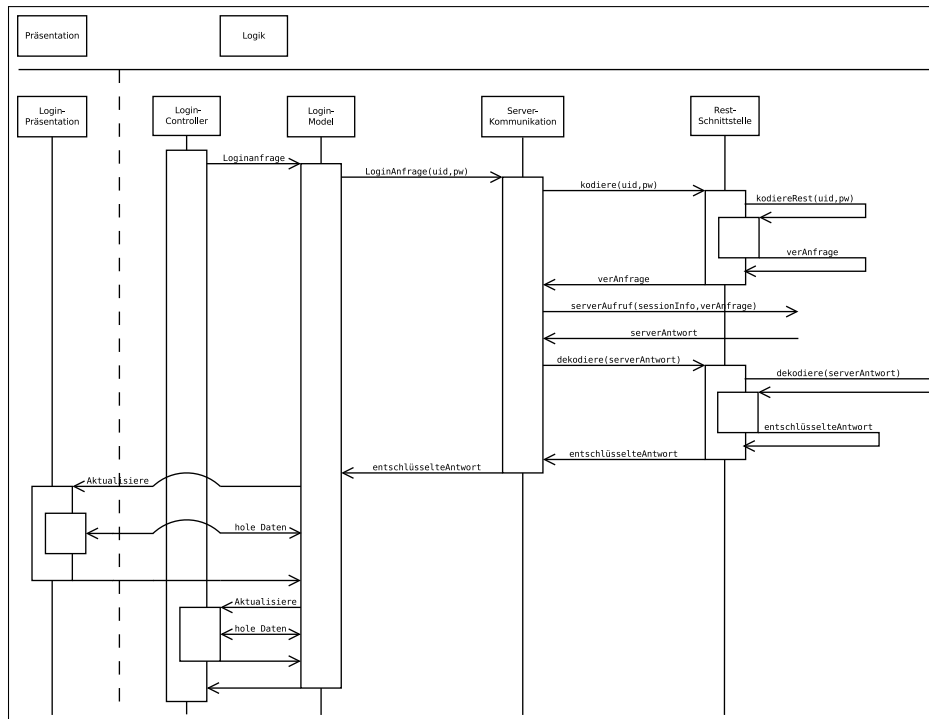 Präsentation
Logik
Login-
Präsentation
Login-
Controller
Login-
Model
Server-
Kommunikation
Rest-
Schnittstelle
Loginanfrage
LoginAnfrage(uid,pw)
kodiere(uid,pw)
kodiereRest(uid,pw)
verAnfrage
verAnfrage
serverAufruf(sessionInfo,verAnfrage)
serverAntwort
dekodiere(serverAntwort)
dekodiere(serverAntwort)
entschlüsselteAntwort
entschlüsselteAntwort
entschlüsselteAntwort
Aktualisiere
hole Daten
Aktualisiere
hole Daten